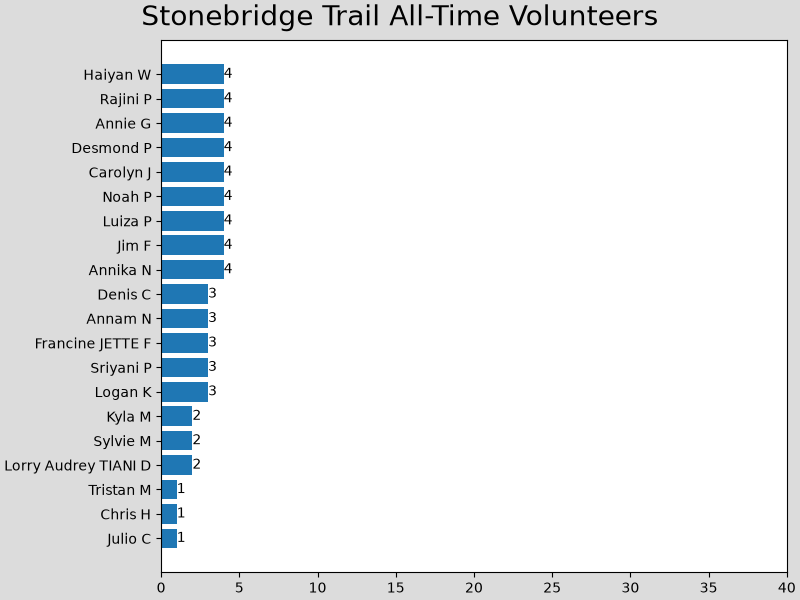 Stonebridge Trail All-Time Volunteers
Haiyan W 4
Rajini P 4
Annie G 4
Desmond P 4
Carolyn J 4
Noah P 4
Luiza P 4
Jim F 4
Annika N 4
Denis C 3
Annam N 3
Francine JETTE F 3
Sriyani P 3
Logan K 3
Kyla M 2
Sylvie M 2
Lorry Audrey TIANI D 2
Tristan M 1
Chris H 1
Julio C 1
0 5 10 15 20 25 30 35 40